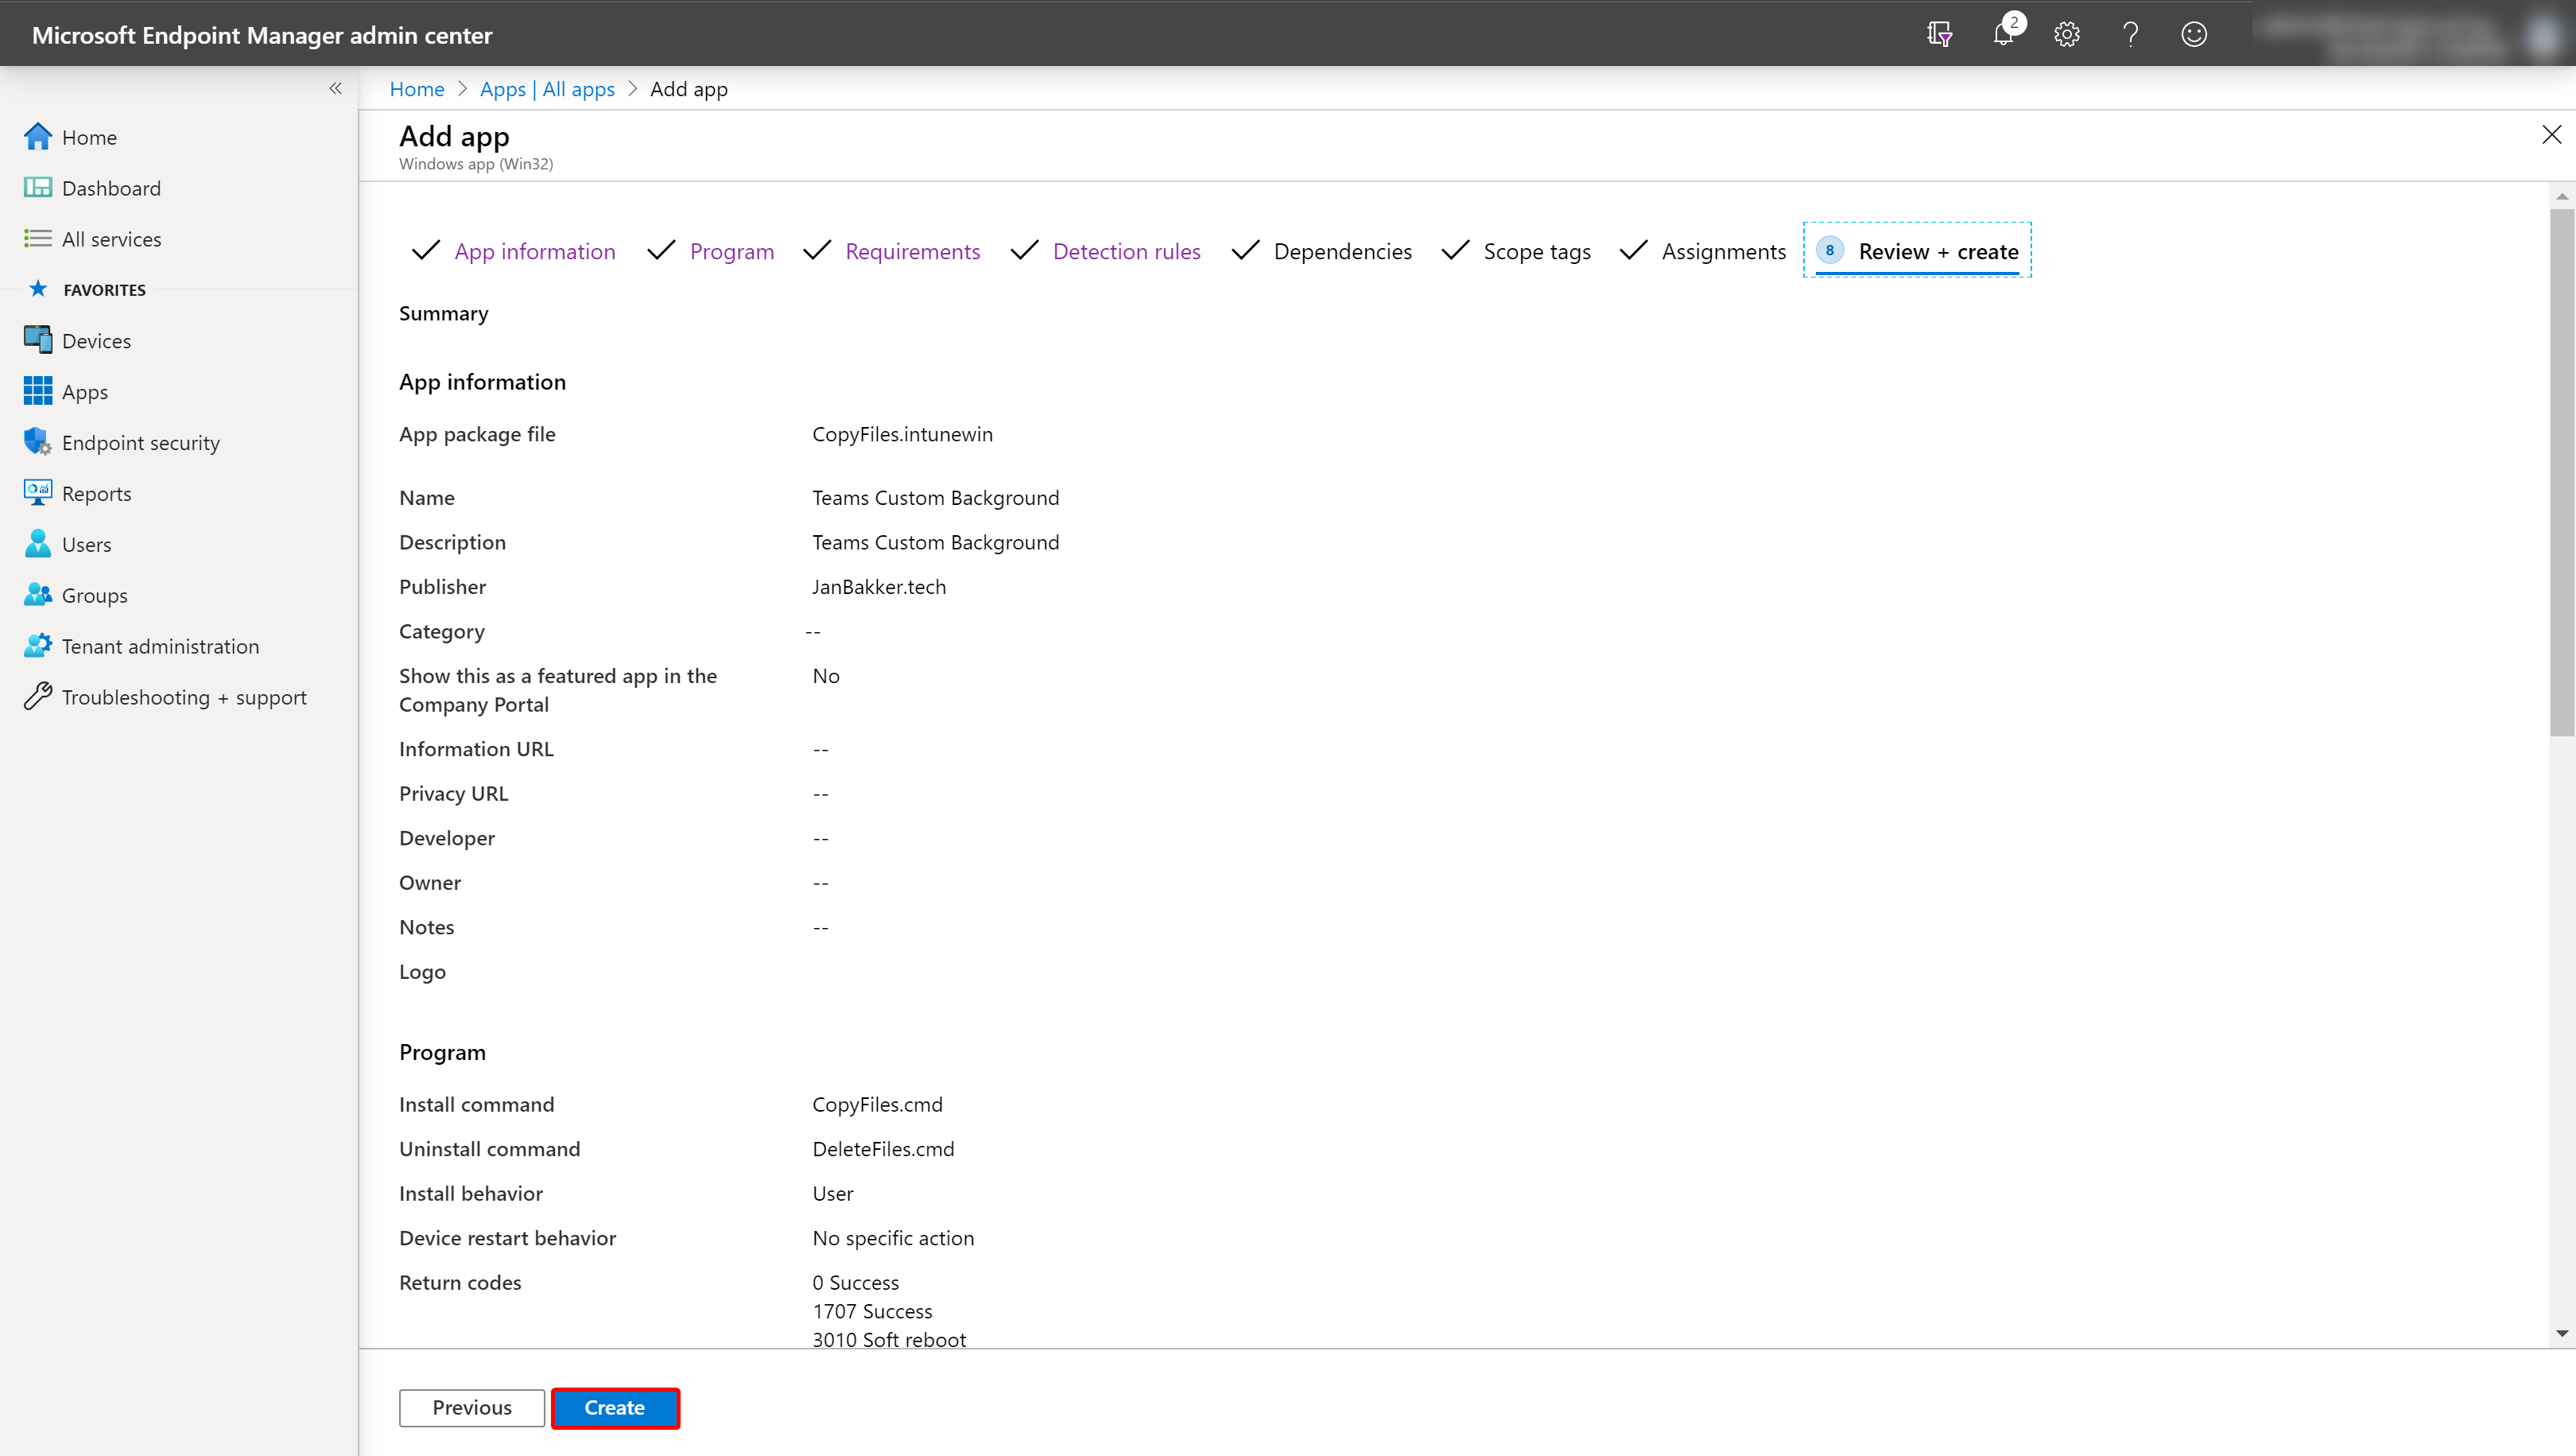 Microsoft Endpoint Manager admin center
2
Home
Dashboard
All services
FAVORITES
Devices
Apps
Endpoint security
Reports
Users
Groups
Tenant administration
Troubleshooting + support
Home > Apps | All apps > Add app
Add app
Windows app (Win32)
App information Program Requirements Detection rules Dependencies Scope tags Assignments 8 Review + create
Summary
App information
App package file CopyFiles.intunewin
Name Teams Custom Background
Description Teams Custom Background
Publisher JanBakker.tech
Category --
Show this as a featured app in the No
Company Portal
Information URL --
Privacy URL --
Developer --
Owner --
Notes --
Logo
Program
Install command CopyFiles.cmd
Uninstall command DeleteFiles.cmd
Install behavior User
Device restart behavior No specific action
Return codes 0 Success
1707 Success
3010 Soft reboot
Previous Create